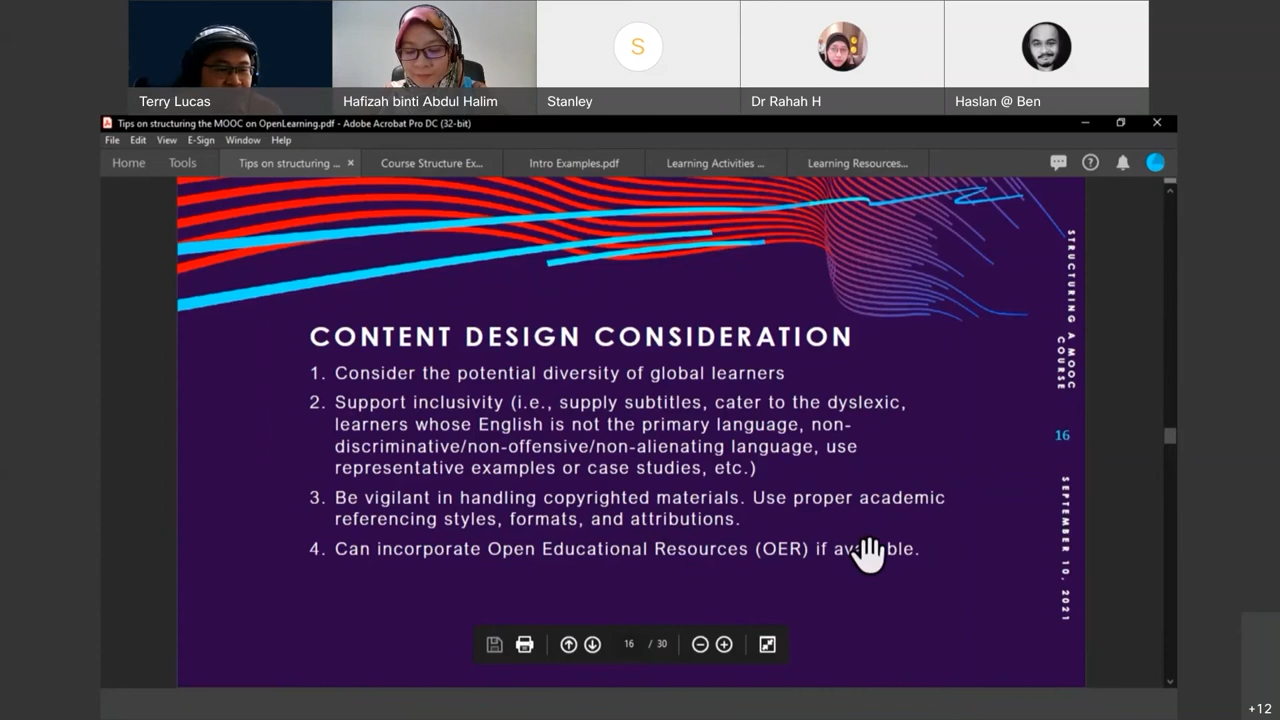 S
Terry Lucas
Hafizah binti Abdul Halim
Stanley
Dr Rahah H
Haslan @ Ben
Tips on structuring the MOOC on OpenLearning.pdf - Adobe Acrobat Pro DC (32-bit)
File Edit View E-Sign Window Help
Home Tools Tips on structuring ... × Course Structure Ex... Intro Examples.pdf Learning Activities ... Learning Resources...
STRUCTURING A MOOC
COURSE
CONTENT DESIGN CONSIDERATION
1. Consider the potential diversity of global learners
2. Support inclusivity (i.e., supply subtitles, cater to the dyslexic,
learners whose English is not the primary language, non-
discriminative/non-offensive/non-alienating language, use
representative examples or case studies, etc.)
3. Be vigilant in handling copyrighted materials. Use proper academic
referencing styles, formats, and attributions.
4. Can incorporate Open Educational Resources (OER) if
16
SEPTEMBER 10, 2021
16 / 30
+12